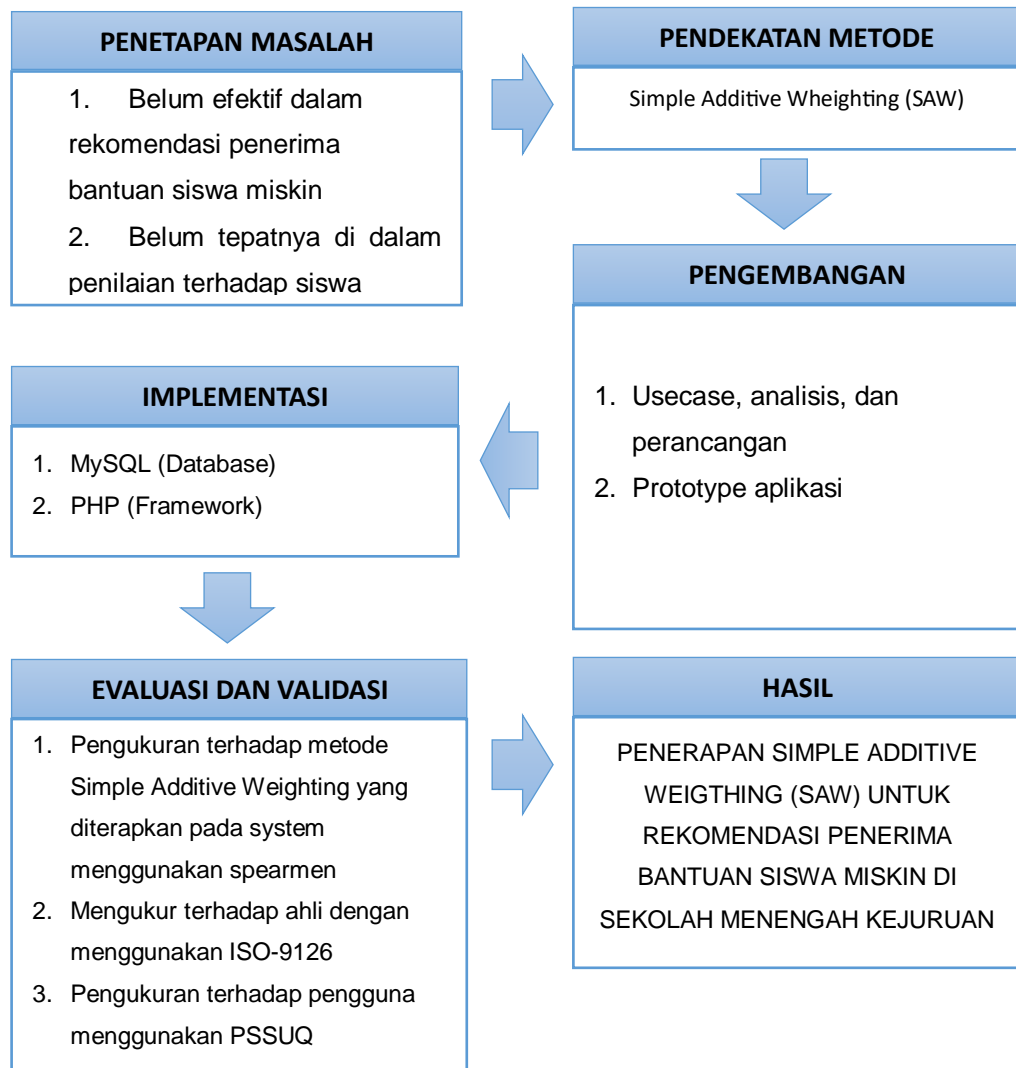 PENETAPAN MASALAH
1. Belum efektif dalam
rekomendasi penerima
bantuan siswa miskin
2. Belum tepatnya di dalam
penilaian terhadap siswa
PENDEKATAN METODE
Simple Additive Wheighting (SAW)
PENGEMBANGAN
1. Usecase, analisis, dan
perancangan
2. Prototype aplikasi
IMPLEMENTASI
1. MySQL (Database)
2. PHP (Framework)
EVALUASI DAN VALIDASI
1. Pengukuran terhadap metode
Simple Additive Weighting yang
diterapkan pada system
menggunakan spearmen
2. Mengukur terhadap ahli dengan
menggunakan ISO-9126
3. Pengukuran terhadap pengguna
menggunakan PSSUQ
HASIL
PENERAPAN SIMPLE ADDITIVE
WEIGTHING (SAW) UNTUK
REKOMENDASI PENERIMA
BANTUAN SISWA MISKIN DI
SEKOLAH MENENGAH KEJURUAN